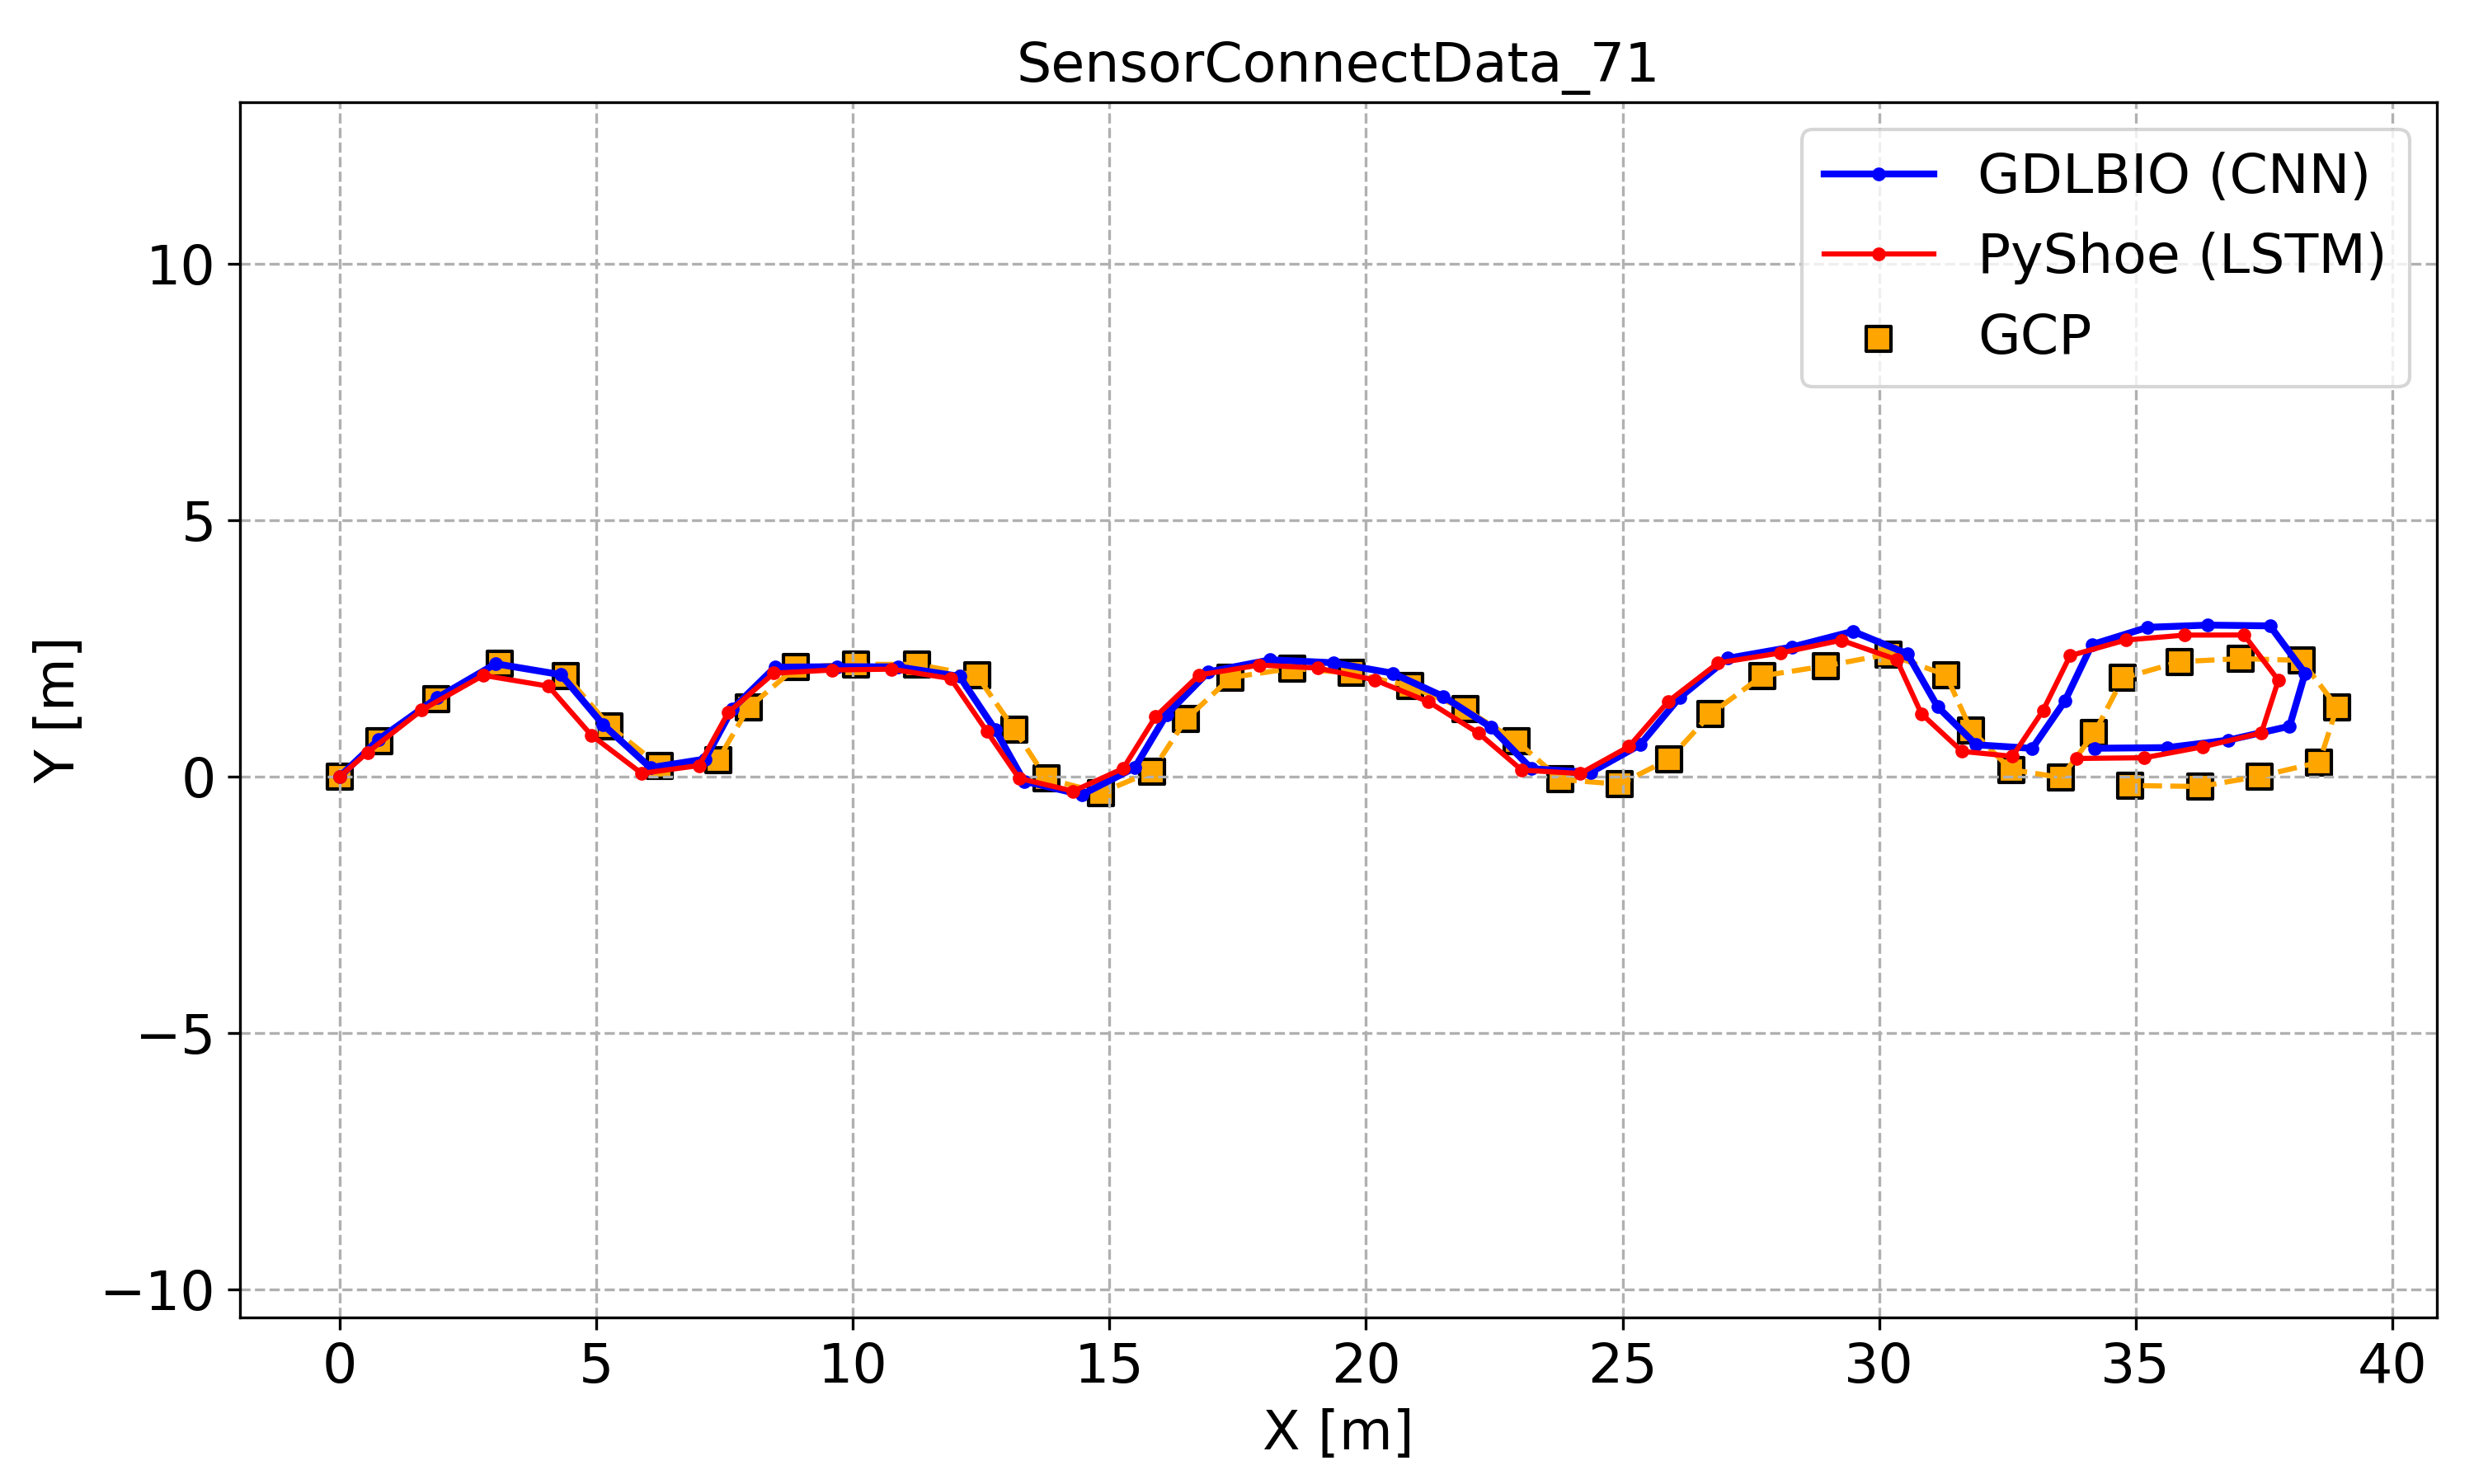 SensorConnectData_71
GDLBIO (CNN)
PyShoe (LSTM)
GCP
Y [m]
10
5
0
−5
−10
0 5 10 15 20 25 30 35 40
X [m]